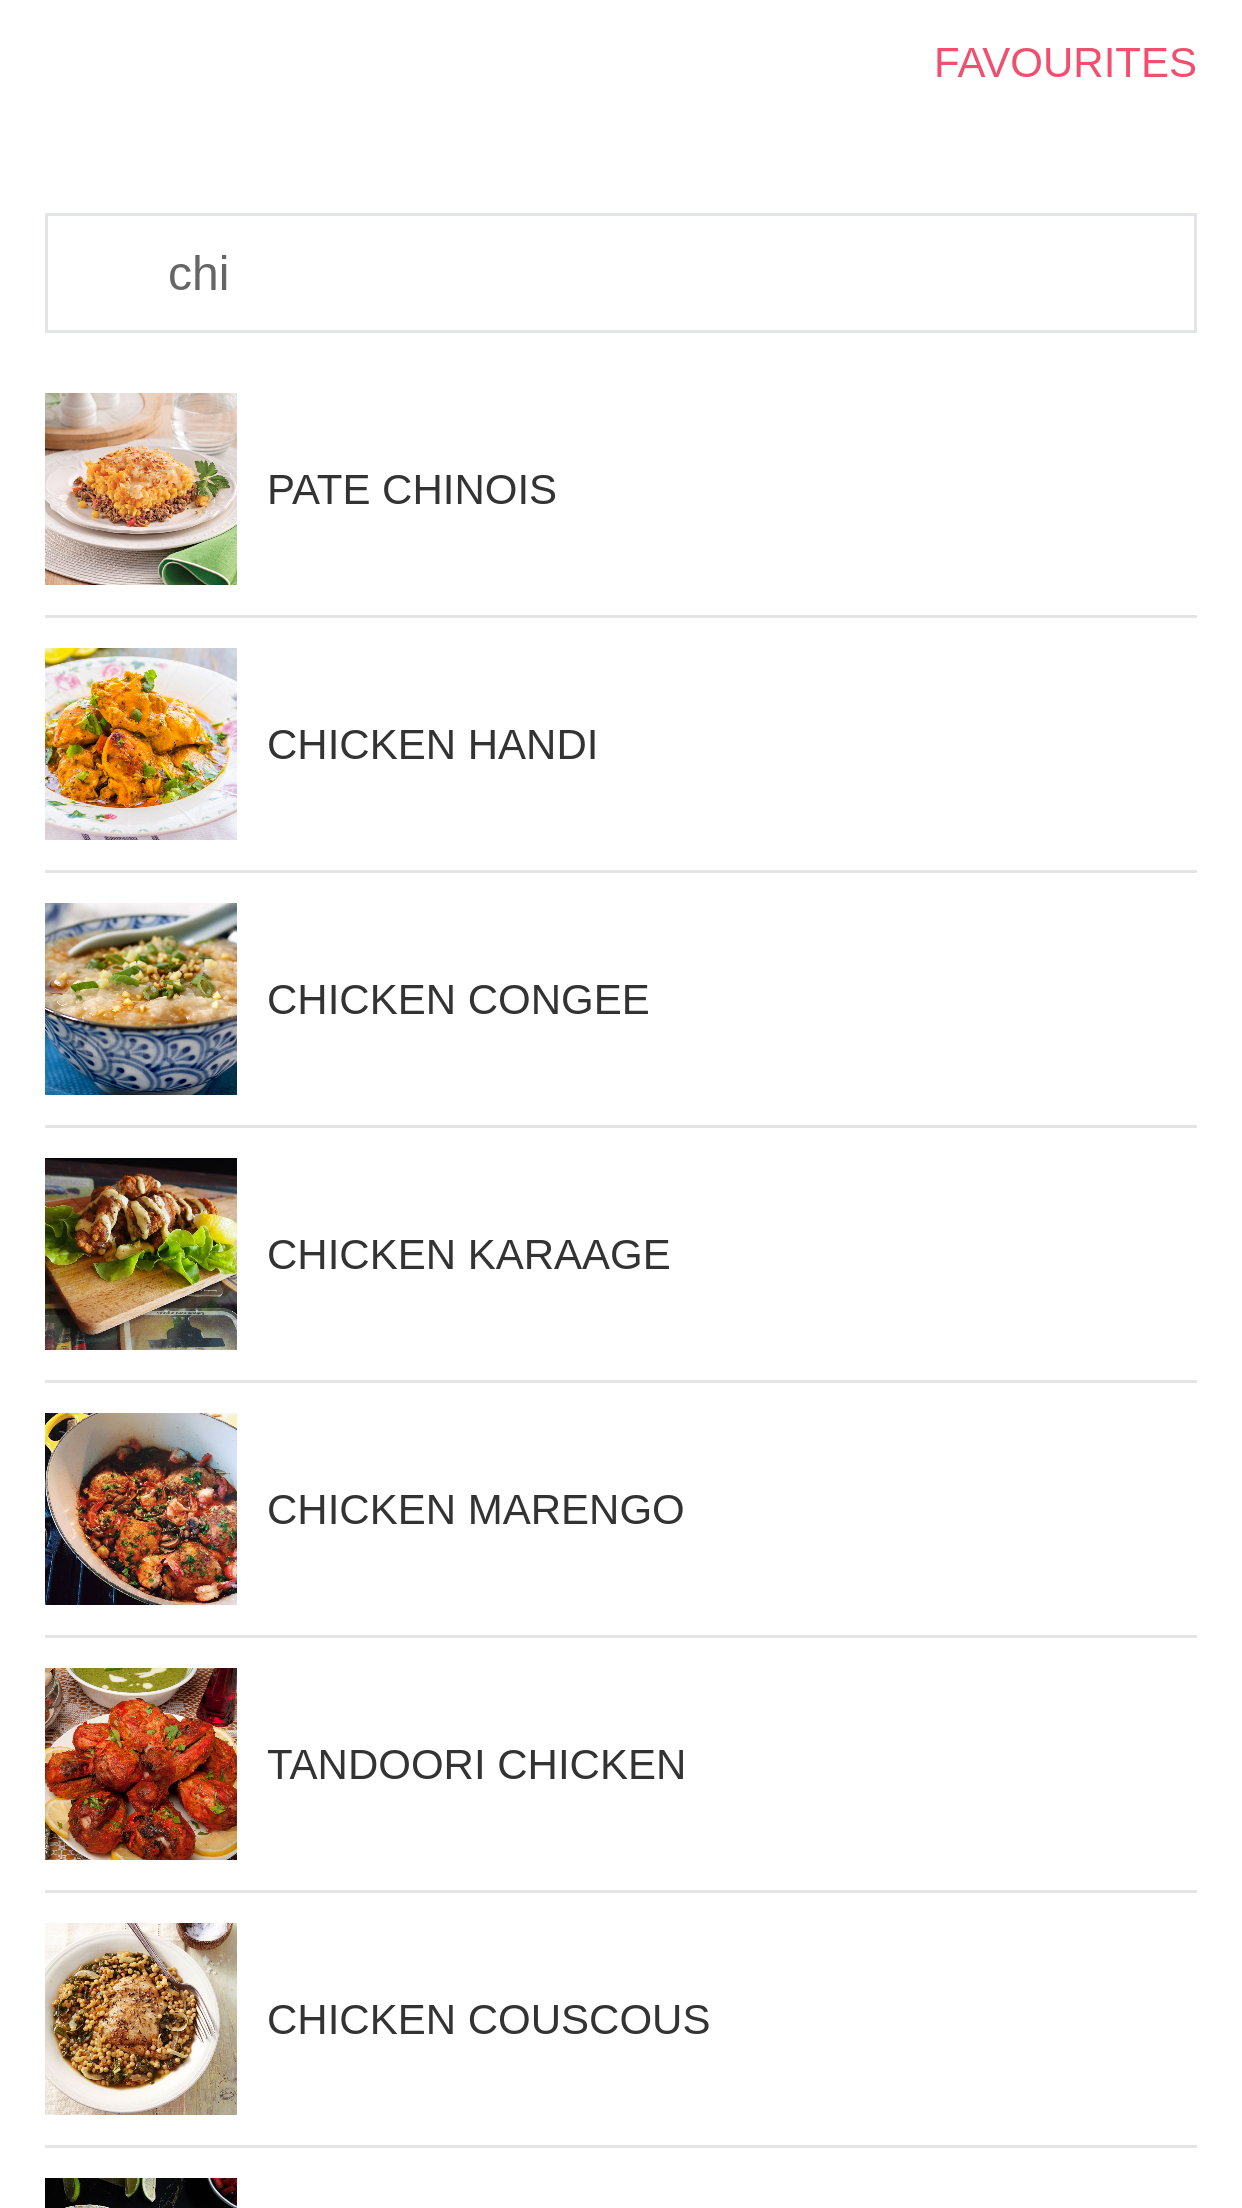 FAVOURITES
chi
PATE CHINOIS
CHICKEN HANDI
CHICKEN CONGEE
CHICKEN KARAAGE
CHICKEN MARENGO
TANDOORI CHICKEN
CHICKEN COUSCOUS